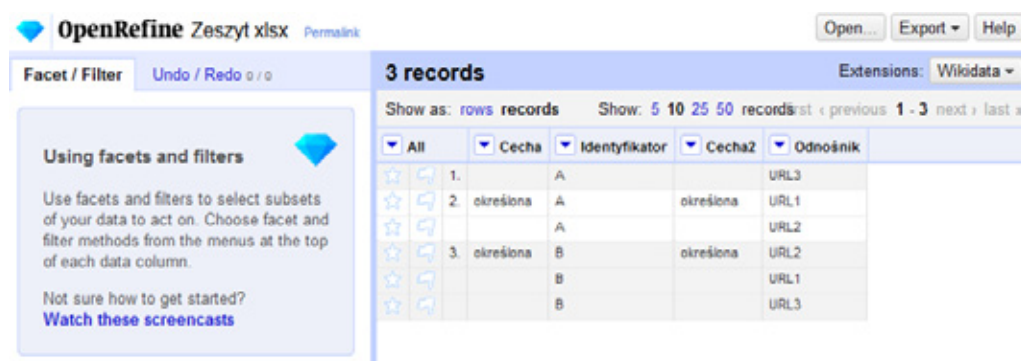 OpenRefine Zeszyt xlsx Permalink
Open... Export Help
Facet / Filter Undo / Redo 0 / 0
3 records
Extensions: Wikidata
Show as: rows records Show: 5 10 25 50 records first ‹ previous 1 - 3 next › last »
Using facets and filters
Use facets and filters to select subsets
of your data to act on. Choose facet and
filter methods from the menus at the top
of each data column.
Not sure how to get started?
Watch these screencasts
All Cecha Identyfikator Cecha2 Odnośnik
1. A URL3
2. określona A określona URL1
A URL2
3. określona B określona URL2
B URL1
B URL3